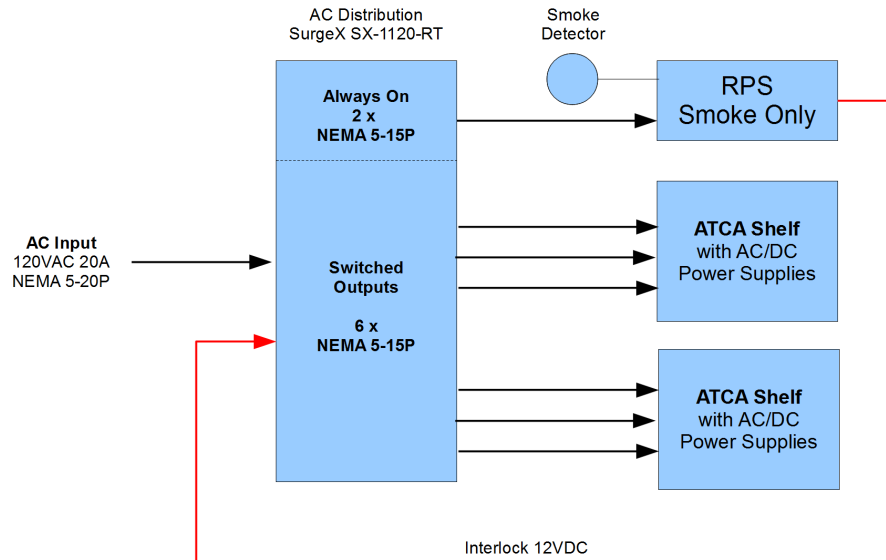 AC Distribution
SurgeX SX-1120-RT
Smoke
Detector
Always On
2 x
NEMA 5-15P
RPS
Smoke Only
AC Input
120VAC 20A
NEMA 5-20P
Switched
Outputs
6 x
NEMA 5-15P
ATCA Shelf
with AC/DC
Power Supplies
ATCA Shelf
with AC/DC
Power Supplies
Interlock 12VDC